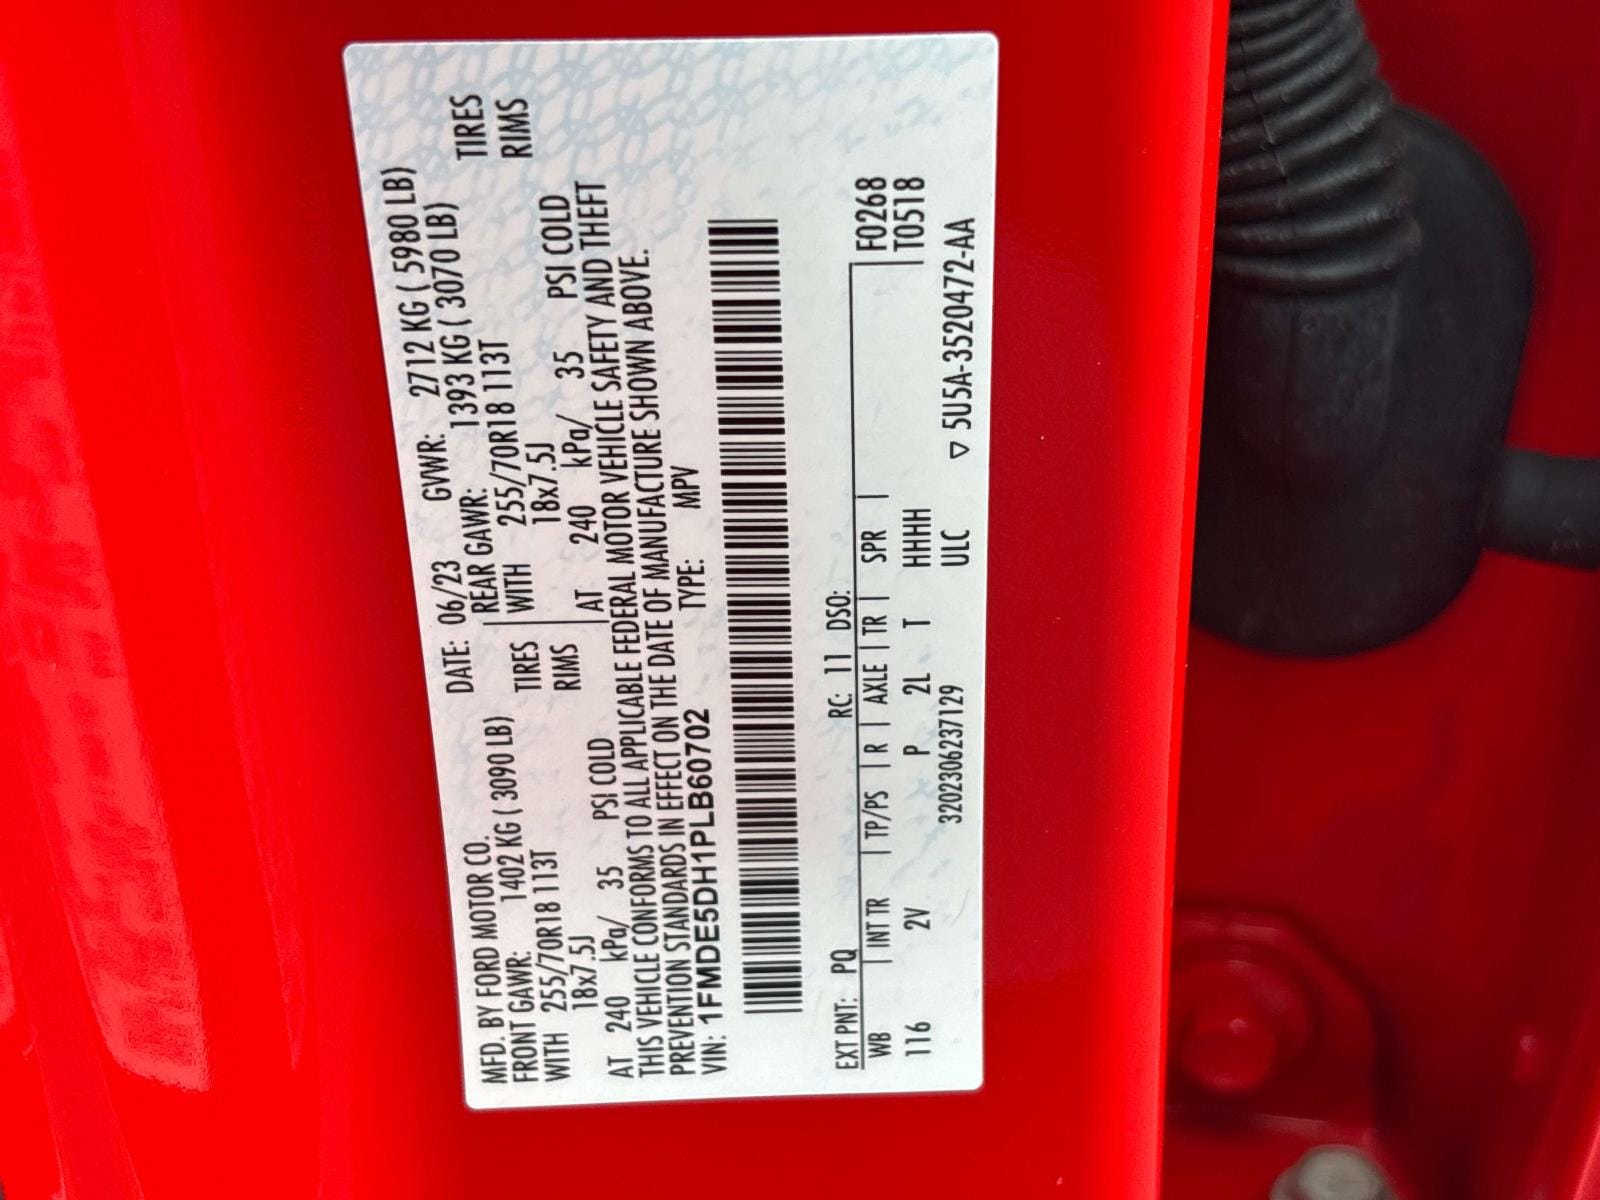 MFD. BY FORD MOTOR CO. DATE: 06/23 GVWR: 2712 KG ( 5980 LB)
FRONT GAWR: 1402 KG ( 3090 LB) REAR GAWR: 1393 KG ( 3070 LB)
WITH 255/70R18 113T TIRES WITH 255/70R18 113T TIRES
18x7.5J RIMS 18x7.5J RIMS
AT 240 kPa/ 35 PSI COLD AT 240 kPa/ 35 PSI COLD
THIS VEHICLE CONFORMS TO ALL APPLICABLE FEDERAL MOTOR VEHICLE SAFETY AND THEFT
PREVENTION STANDARDS IN EFFECT ON THE DATE OF MANUFACTURE SHOWN ABOVE.
VIN: 1FMDE5DH1PLB60702 TYPE: MPV
EXT PNT: PQ RC: 11 DSO: F0268
WB INT TR TP/PS R AXLE TR SPR T0518
116 2V P 2L T HHHH
3202306237129 ULC ▽ 5U5A-3520472-AA